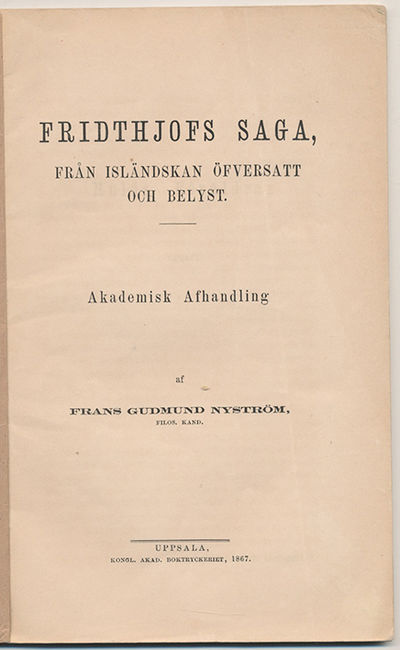 FRIDTHJOFS SAGA,
FRÅN ISLÄNDSKAN ÖFVERSATT
OCH BELYST.
Akademisk Afhandling
af
FRANS GUDMUND NYSTRÖM,
FILOS. KAND.
UPPSALA,
KONGL. AKAD. BOKTRYCKERIET, 1867.